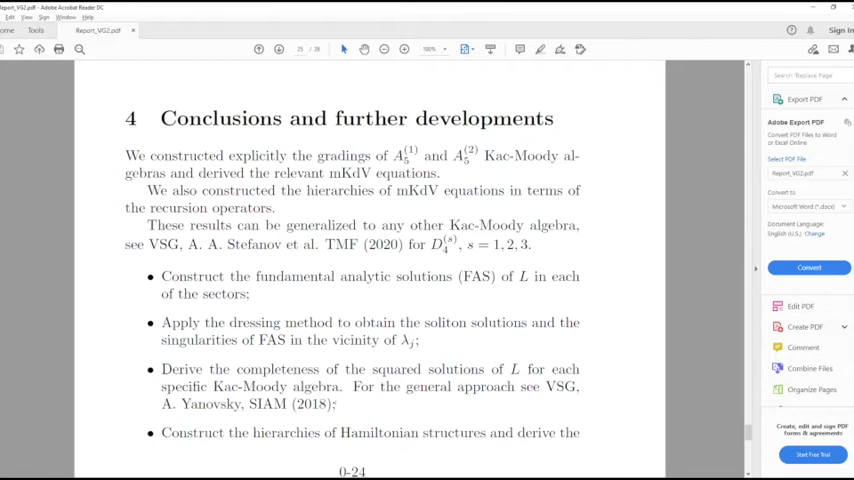 Report_VG2.pdf - Adobe Acrobat Reader DC
Edit View Sign Window Help
Tools Report_VG2.pdf × Sign In
25 / 28 100%
4 Conclusions and further developments
We constructed explicitly the gradings of A₅⁽¹⁾ and A₅⁽²⁾ Kac-Moody al-
gebras and derived the relevant mKdV equations.
We also constructed the hierarchies of mKdV equations in terms of
the recursion operators.
These results can be generalized to any other Kac-Moody algebra,
see VSG, A. A. Stefanov et al. TMF (2020) for D₄⁽ˢ⁾, s = 1, 2, 3.
• Construct the fundamental analytic solutions (FAS) of L in each
of the sectors;
• Apply the dressing method to obtain the soliton solutions and the
singularities of FAS in the vicinity of λⱼ;
• Derive the completeness of the squared solutions of L for each
specific Kac-Moody algebra. For the general approach see VSG,
A. Yanovsky, SIAM (2018);
• Construct the hierarchies of Hamiltonian structures and derive the
0-24
Search 'Replace Page'
Export PDF
Adobe Export PDF
Convert PDF Files to Word
or Excel Online
Select PDF File
Report_VG2.pdf ×
Convert to
Microsoft Word (*.docx)
Document Language:
English (U.S.) Change
Convert
Edit PDF
Create PDF
Comment
Combine Files
Organize Pages
Create, edit and sign PDF
forms & agreements
Start Free Trial